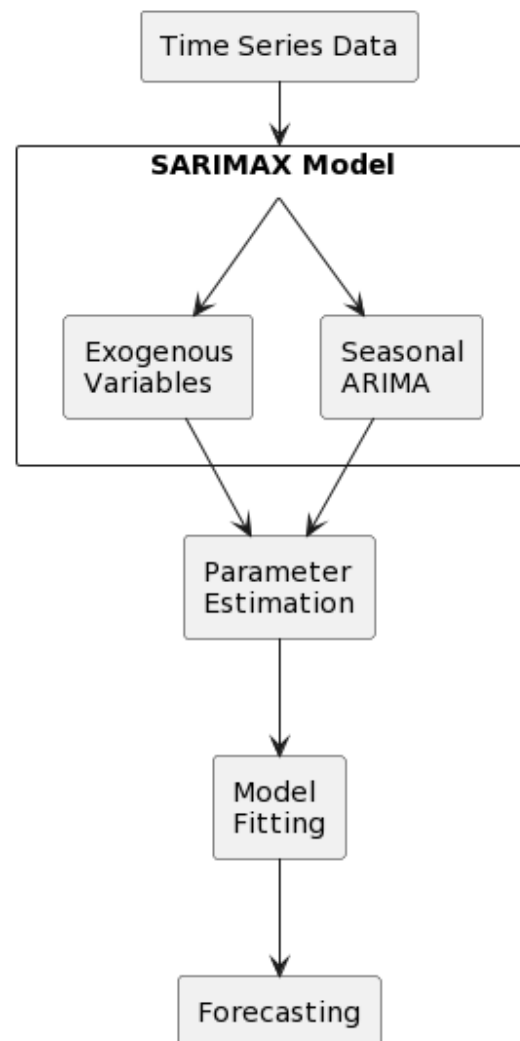 Time Series Data
SARIMAX Model
Exogenous
Variables
Seasonal
ARIMA
Parameter
Estimation
Model
Fitting
Forecasting